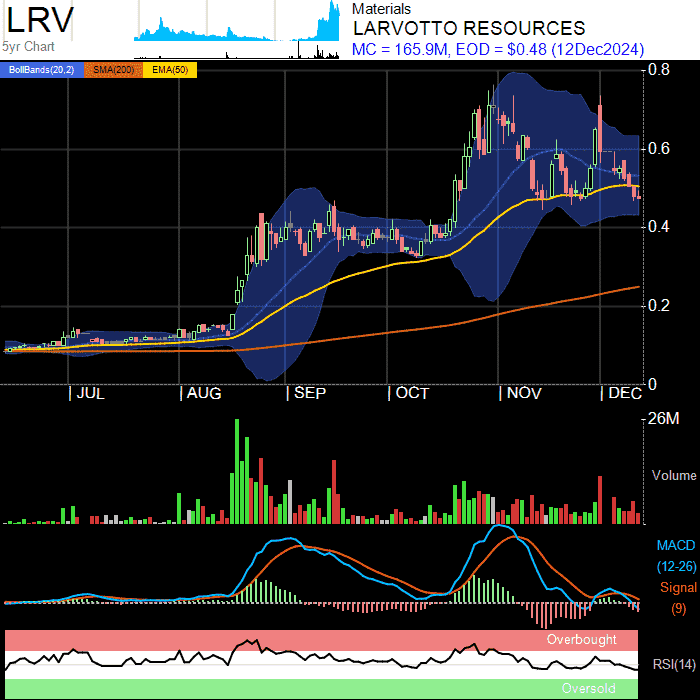 LRV
5yr Chart
Materials
LARVOTTO RESOURCES
MC = 165.9M, EOD = $0.48 (12Dec2024)
BollBands(20,2) SMA(200) EMA(50)
0.8
0.6
0.4
0.2
0
JUL AUG SEP OCT NOV DEC
26M
Volume
MACD
(12-26)
Signal
(9)
Overbought
RSI(14)
Oversold